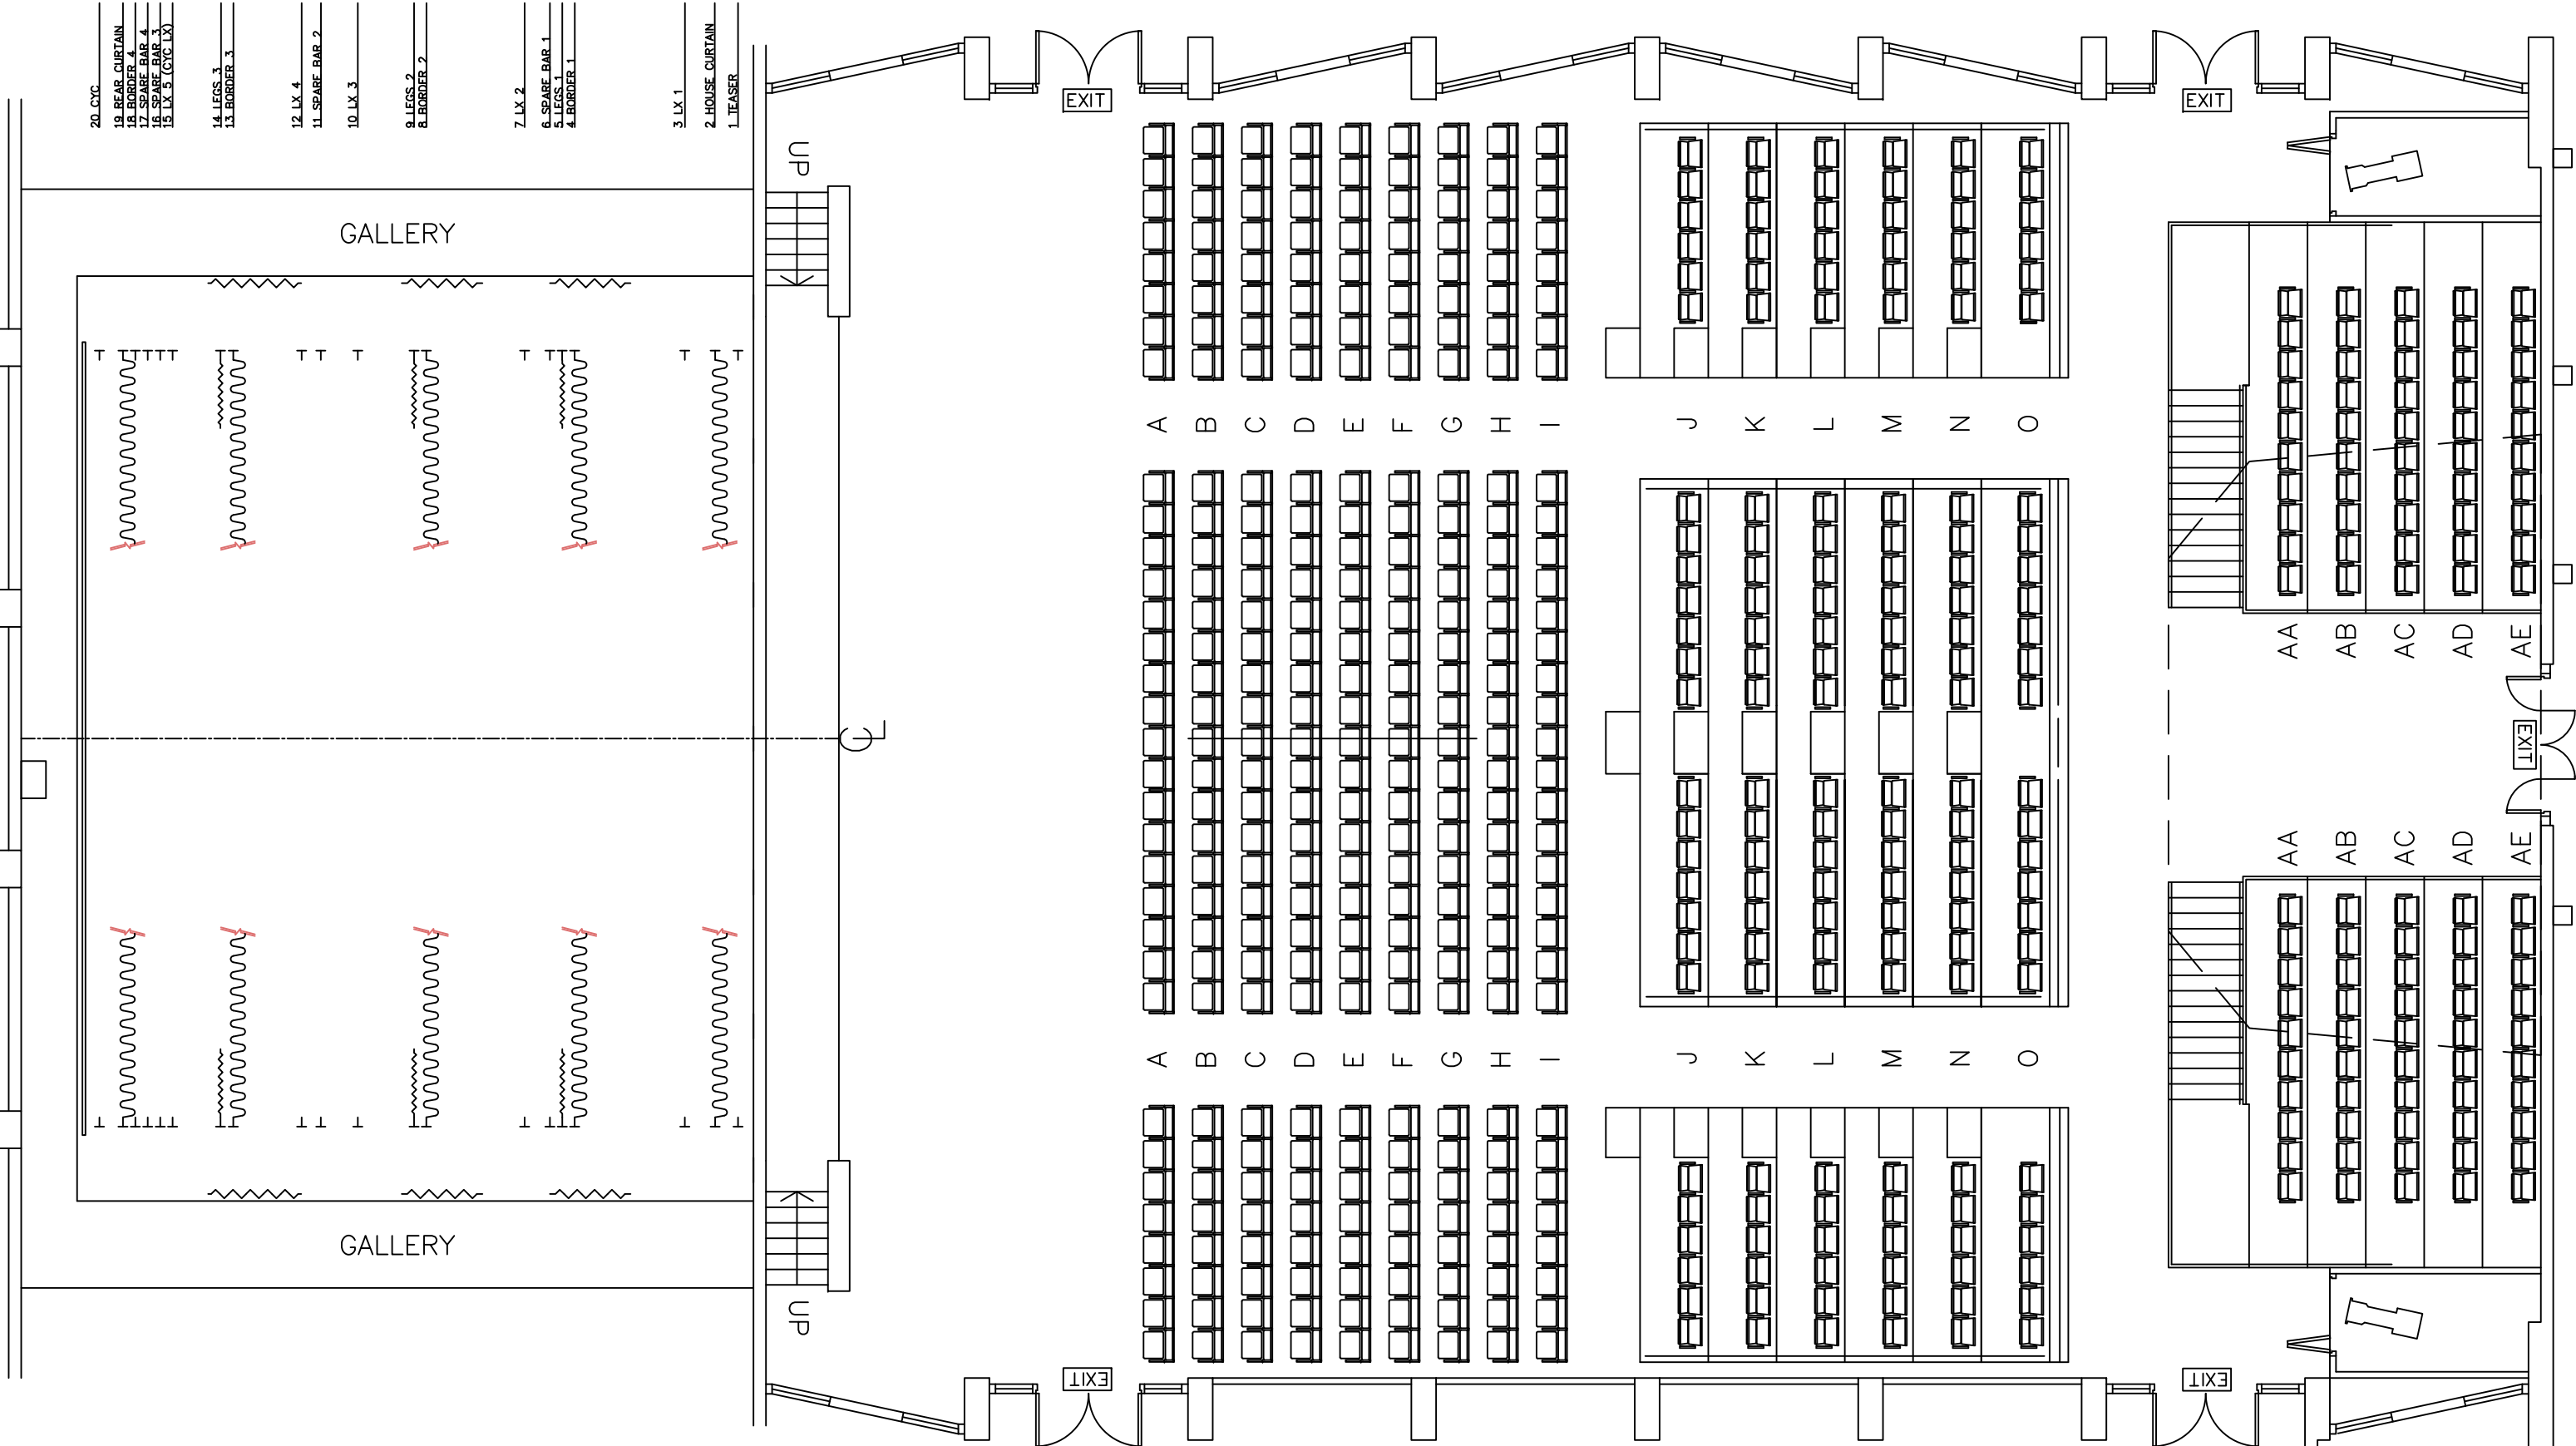 20 CYC
19 REAR CURTAIN
18 BORDER 4
17 SPARE BAR 4
16 SPARE BAR 3
15 LX 5 (CYC LX)
14 LEGS 3
13 BORDER 3
12 LX 4
11 SPARE BAR 2
10 LX 3
9 LEGS 2
8 BORDER 2
7 LX 2
6 SPARE BAR 1
5 LEGS 1
4 BORDER 1
3 LX 1
2 HOUSE CURTAIN
1 TEASER
EXIT
EXIT
UP
GALLERY
A B C D E F G H I J K L M N O
AA AB AC AD AE
CL
EXIT
AA AB AC AD AE
A B C D E F G H I J K L M N O
GALLERY
UP
EXIT
EXIT